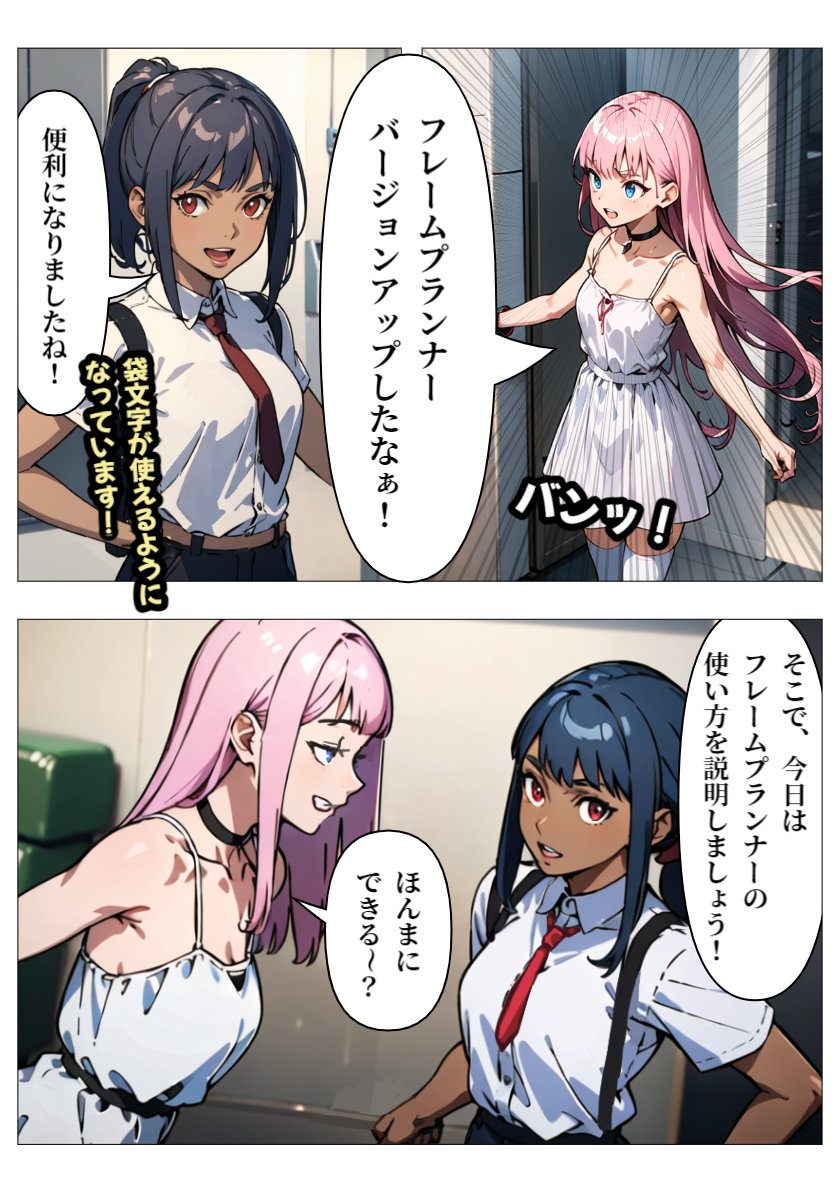 フレームプランナー
バージョンアップしたなぁ！
バンッ！
便利になりましたね！
袋文字が使えるように
なっています！
そこで、今日は
フレームプランナーの
使い方を説明しましょう！
ほんまに
できる～？